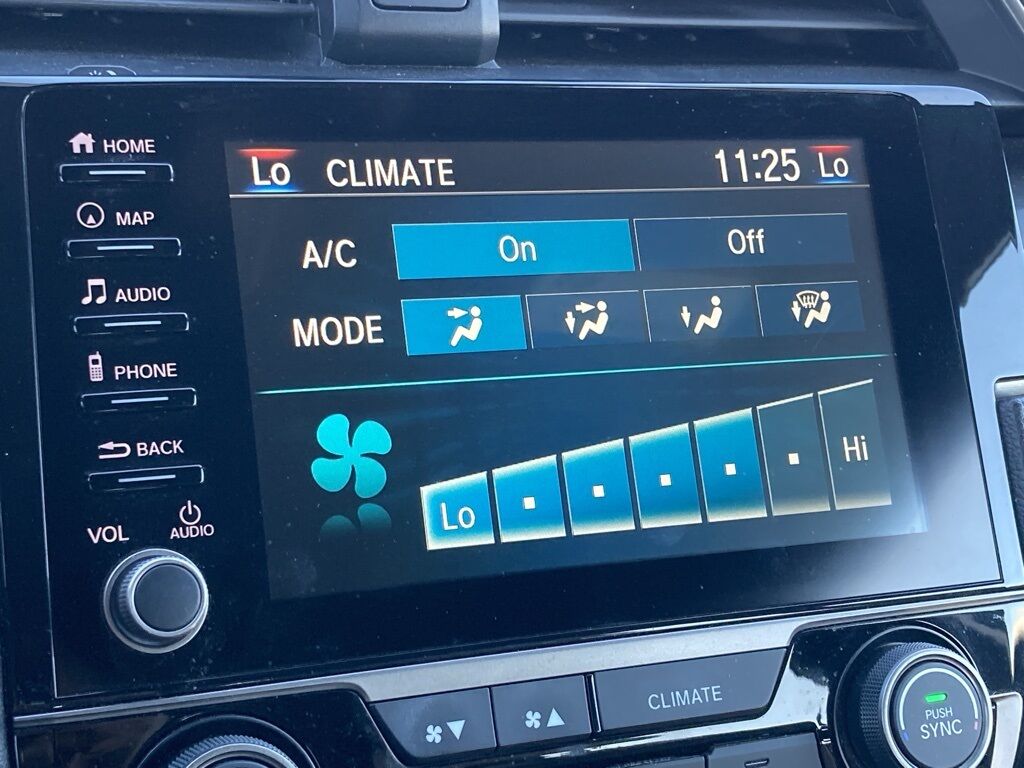 HOME
MAP
AUDIO
PHONE
BACK
VOL AUDIO
Lo CLIMATE 11:25 Lo
A/C On Off
MODE
Lo Hi
CLIMATE
PUSH
SYNC